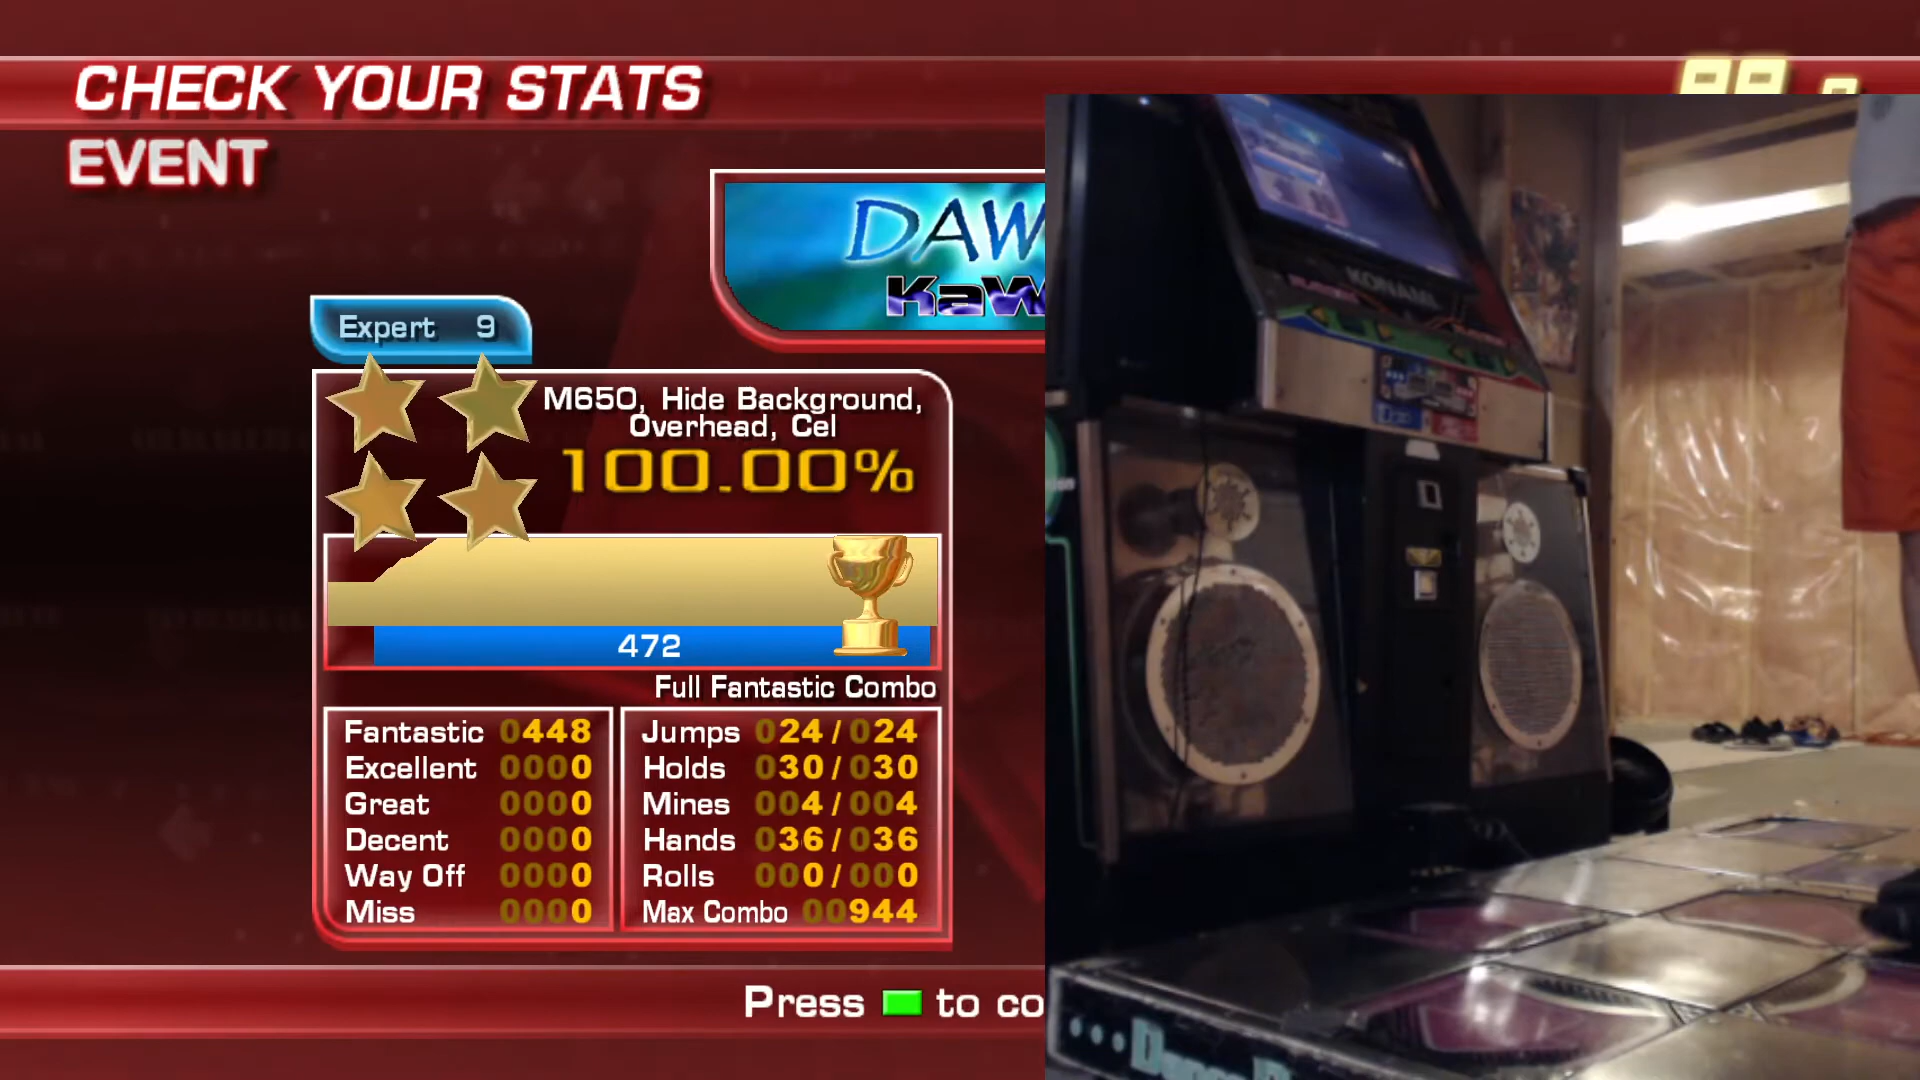 CHECK YOUR STATS
EVENT
DAW
KaW
Expert 9
M650, Hide Background,
Overhead, Cel
100.00%
472
Full Fantastic Combo
Fantastic 0448
Excellent 0000
Great 0000
Decent 0000
Way Off 0000
Miss 0000
Jumps 024/024
Holds 030/030
Mines 004/004
Hands 036/036
Rolls 000/000
Max Combo 00944
Press to co
KONAMI
Dance